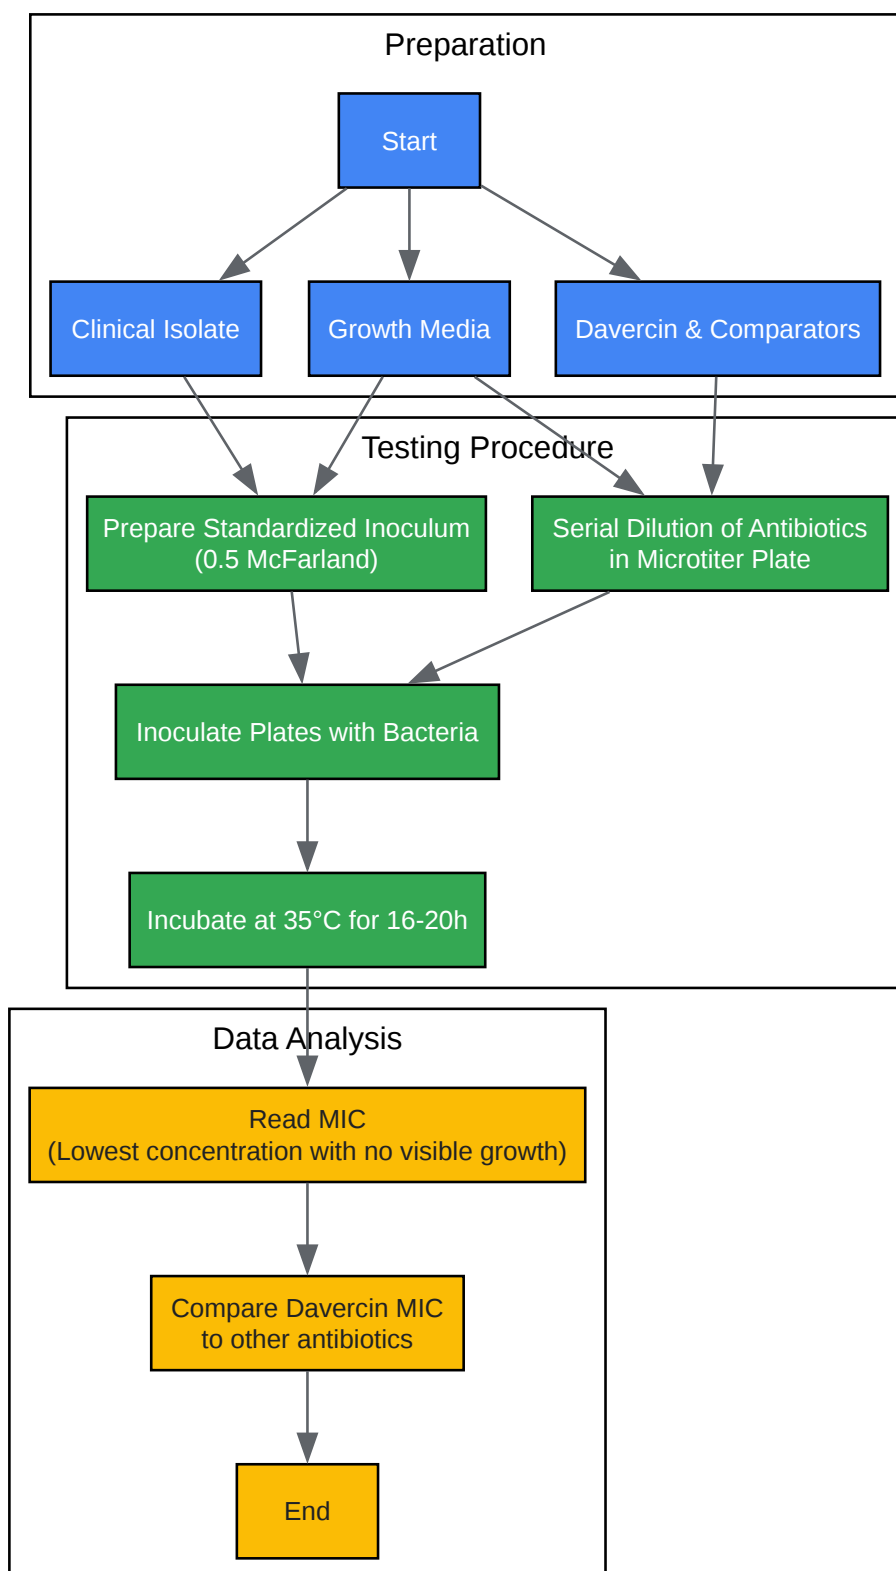 Preparation
Start
Clinical Isolate
Growth Media
Davercin & Comparators
Testing Procedure
Prepare Standardized Inoculum
(0.5 McFarland)
Serial Dilution of Antibiotics
in Microtiter Plate
Inoculate Plates with Bacteria
Incubate at 35°C for 16-20h
Data Analysis
Read MIC
(Lowest concentration with no visible growth)
Compare Davercin MIC
to other antibiotics
End